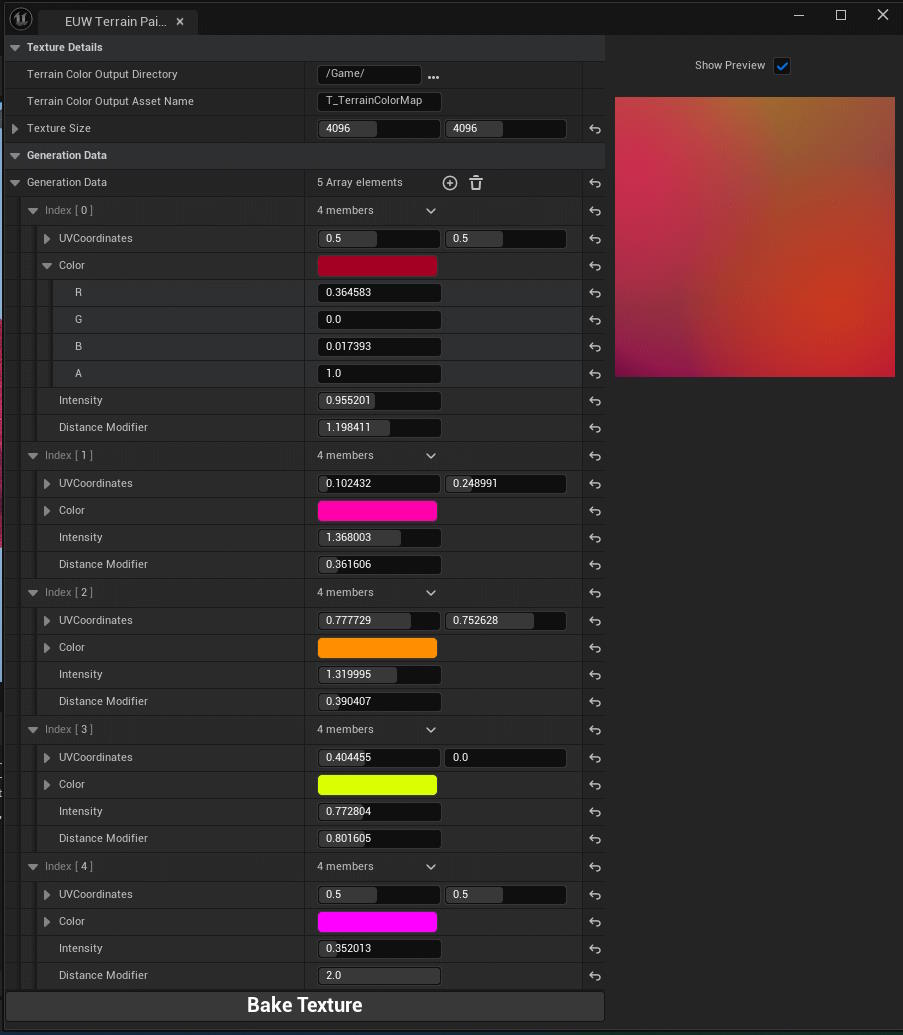 EUW Terrain Pai...
Show Preview
Texture Details
Terrain Color Output Directory /Game/ ...
Terrain Color Output Asset Name T_TerrainColorMap
Texture Size 4096 4096
Generation Data
Generation Data 5 Array elements
Index [ 0 ] 4 members
UVCoordinates 0.5 0.5
Color
R 0.364583
G 0.0
B 0.017393
A 1.0
Intensity 0.955201
Distance Modifier 1.198411
Index [ 1 ] 4 members
UVCoordinates 0.102432 0.248991
Color
Intensity 1.368003
Distance Modifier 0.361606
Index [ 2 ] 4 members
UVCoordinates 0.777729 0.752628
Color
Intensity 1.319995
Distance Modifier 0.390407
Index [ 3 ] 4 members
UVCoordinates 0.404455 0.0
Color
Intensity 0.772804
Distance Modifier 0.801605
Index [ 4 ] 4 members
UVCoordinates 0.5 0.5
Color
Intensity 0.352013
Distance Modifier 2.0
Bake Texture